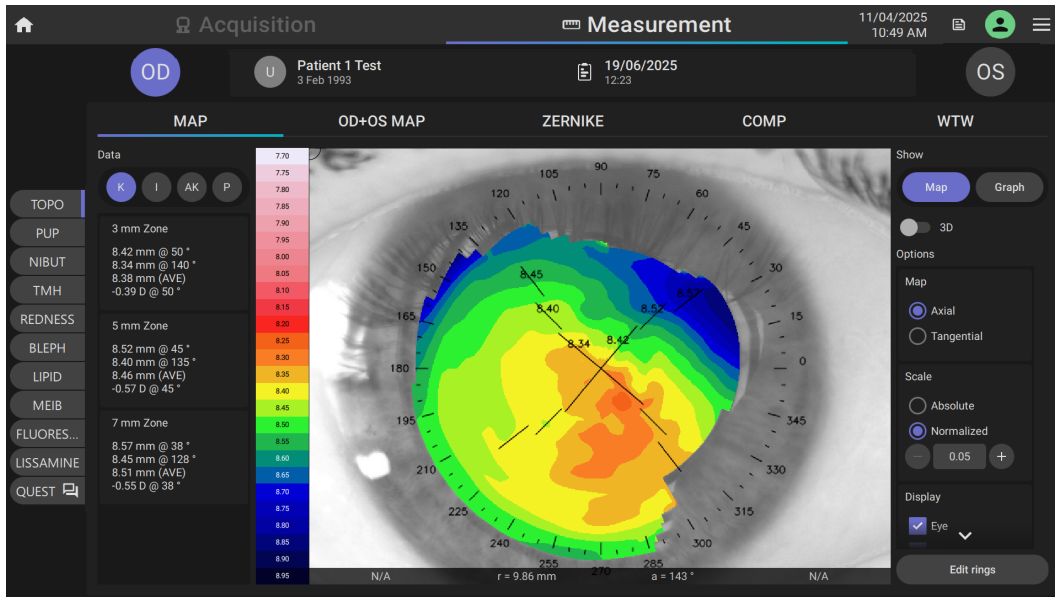 Acquisition
Measurement
11/04/2025
10:49 AM
OD
U
Patient 1 Test
3 Feb 1993
19/06/2025
12:23
OS
MAP
OD+OS MAP
ZERNIKE
COMP
WTW
TOPO
PUP
NIBUT
TMH
REDNESS
BLEPH
LIPID
MEIB
FLUORES...
LISSAMINE
QUEST
Data
K
I
AK
P
3 mm Zone
8.42 mm @ 50 °
8.34 mm @ 140 °
8.38 mm (AVE)
-0.39 D @ 50 °
5 mm Zone
8.52 mm @ 45 °
8.40 mm @ 135 °
8.46 mm (AVE)
-0.57 D @ 45 °
7 mm Zone
8.57 mm @ 38 °
8.45 mm @ 128 °
8.51 mm (AVE)
-0.55 D @ 38 °
7.70
7.75
7.80
7.85
7.90
7.95
8.00
8.05
8.10
8.15
8.20
8.25
8.30
8.35
8.40
8.45
8.50
8.55
8.60
8.65
8.70
8.75
8.80
8.85
8.90
8.95
90
105
75
120
60
135
45
150
30
165
15
180
0
195
345
210
330
225
315
240
300
255
285
270
8.45
8.57
8.40
8.52
8.34
8.42
N/A
r = 9.86 mm
a = 143 °
N/A
Show
Map
Graph
3D
Options
Map
Axial
Tangential
Scale
Absolute
Normalized
0.05
Display
Eye
Edit rings